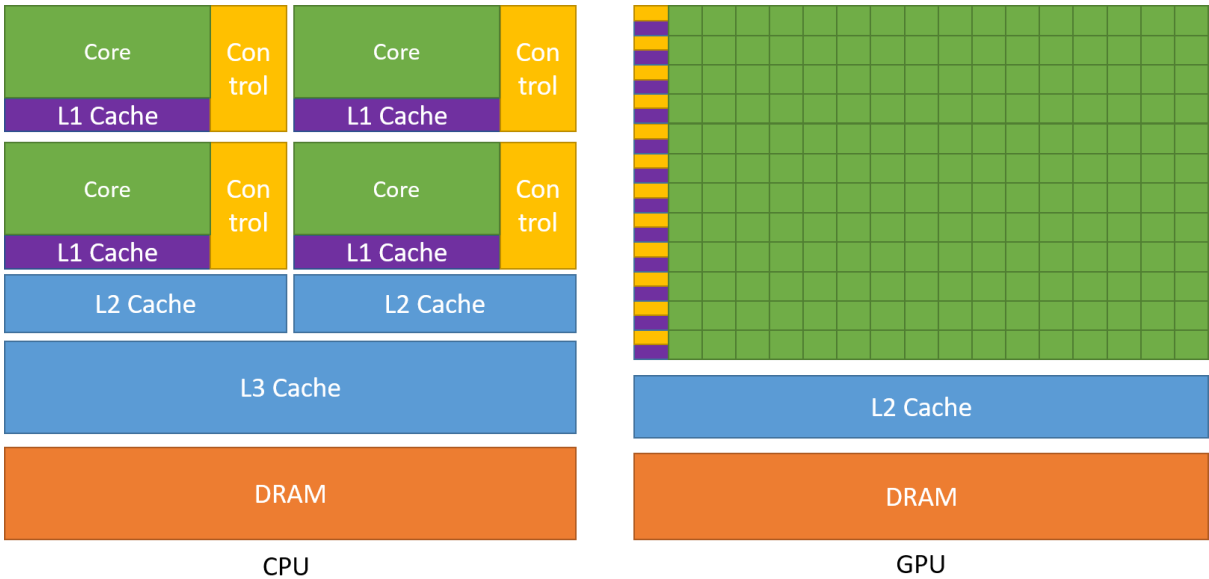 Core
Con
trol
L1 Cache
Core
Con
trol
L1 Cache
Core
Con
trol
L1 Cache
Core
Con
trol
L1 Cache
L2 Cache
L2 Cache
L3 Cache
DRAM
CPU
L2 Cache
DRAM
GPU